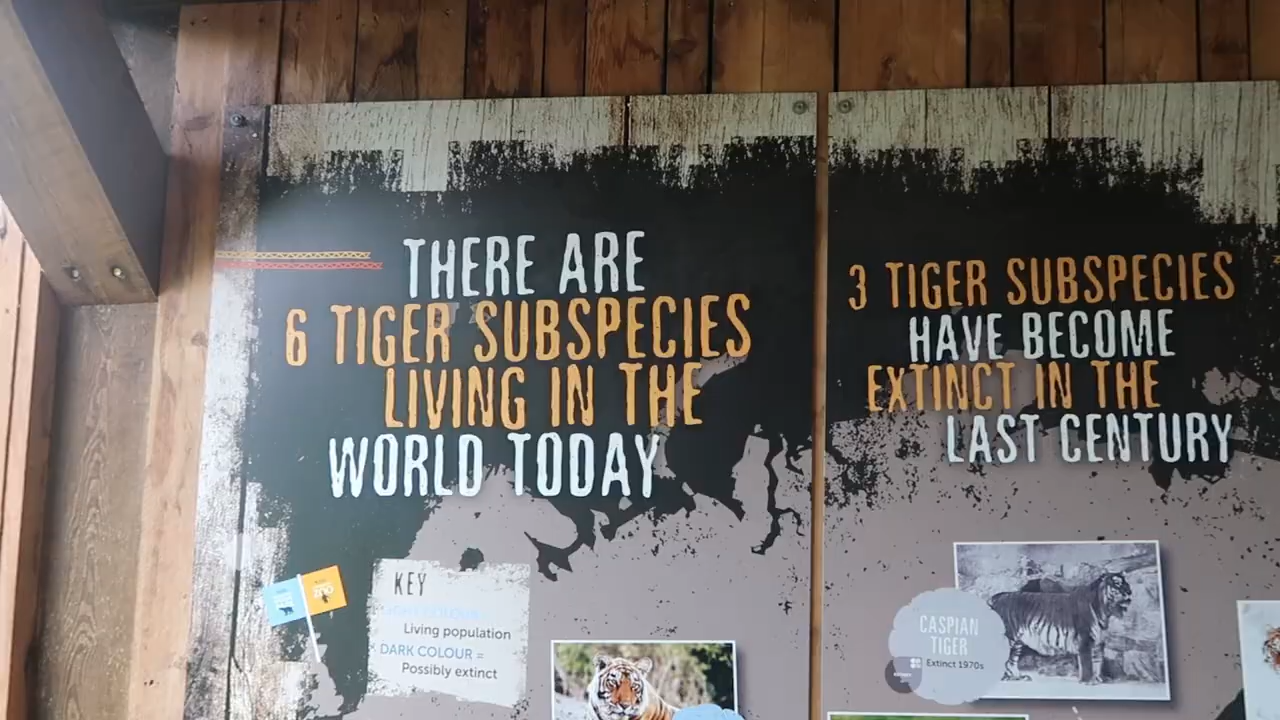 THERE ARE
6 TIGER SUBSPECIES
LIVING IN THE
WORLD TODAY
KEY
Living population
DARK COLOUR =
Possibly extinct
3 TIGER SUBSPECIES
HAVE BECOME
EXTINCT IN THE
LAST CENTURY
CASPIAN
TIGER
Extinct 1970s